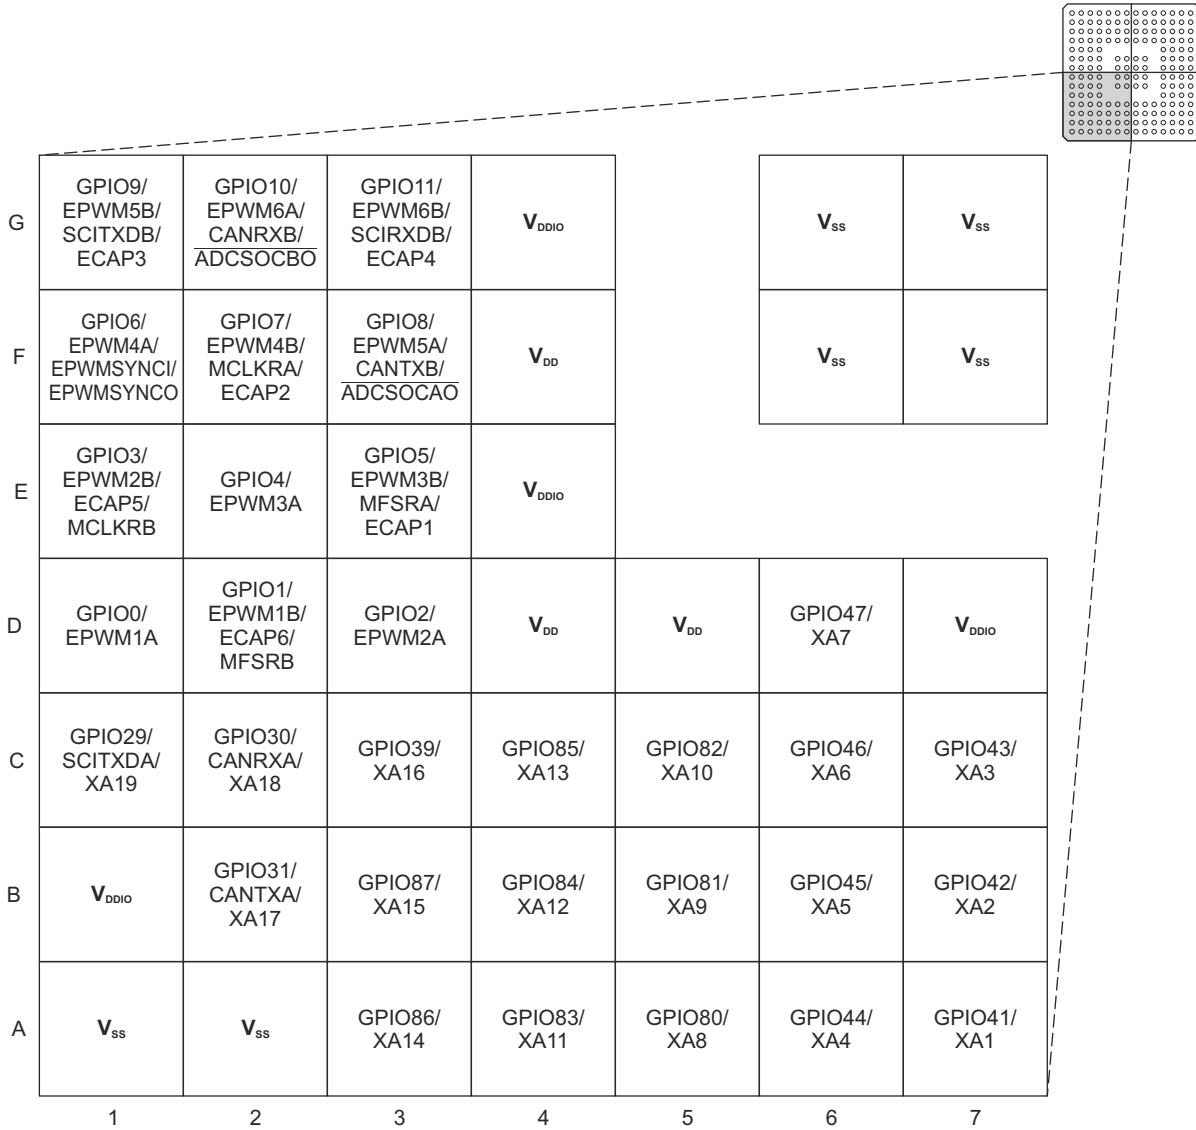 G
GPIO9/
EPWM5B/
SCITXDB/
ECAP3
GPIO10/
EPWM6A/
CANRXB/
ADCSOCBO
GPIO11/
EPWM6B/
SCIRXDB/
ECAP4
VDDIO
VSS
VSS
F
GPIO6/
EPWM4A/
EPWMSYNCI/
EPWMSYNCO
GPIO7/
EPWM4B/
MCLKRA/
ECAP2
GPIO8/
EPWM5A/
CANTXB/
ADCSOCAO
VDD
VSS
VSS
E
GPIO3/
EPWM2B/
ECAP5/
MCLKRB
GPIO4/
EPWM3A
GPIO5/
EPWM3B/
MFSRA/
ECAP1
VDDIO
D
GPIO0/
EPWM1A
GPIO1/
EPWM1B/
ECAP6/
MFSRB
GPIO2/
EPWM2A
VDD
VDD
GPIO47/
XA7
VDDIO
C
GPIO29/
SCITXDA/
XA19
GPIO30/
CANRXA/
XA18
GPIO39/
XA16
GPIO85/
XA13
GPIO82/
XA10
GPIO46/
XA6
GPIO43/
XA3
B
VDDIO
GPIO31/
CANTXA/
XA17
GPIO87/
XA15
GPIO84/
XA12
GPIO81/
XA9
GPIO45/
XA5
GPIO42/
XA2
A
VSS
VSS
GPIO86/
XA14
GPIO83/
XA11
GPIO80/
XA8
GPIO44/
XA4
GPIO41/
XA1
1
2
3
4
5
6
7